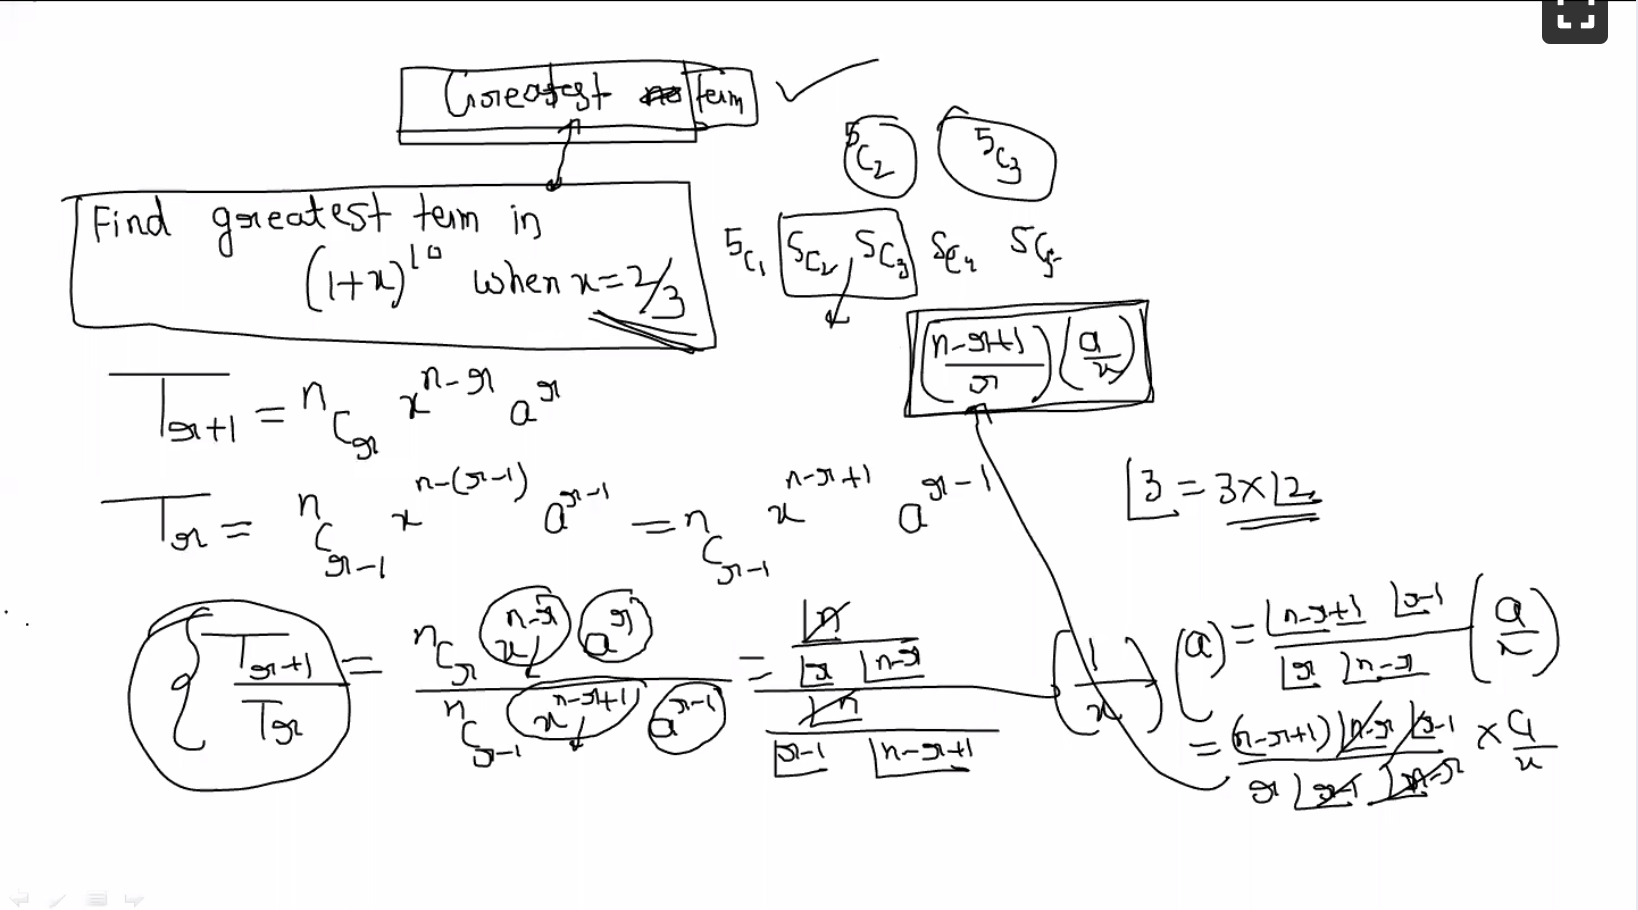 Greatest term
5C2 5C3
Find greatest term in
(1+x)^10 when x=2/3
5C1 5C2 5C3 5C4 5C5
((n-r+1)/r) (a/x)
T_{r+1} = nC_r x^{n-r} a^r
T_r = nC_{r-1} x^{n-(r-1)} a^{r-1} = nC_{r-1} x^{n-r+1} a^{r-1}
⌊3 = 3×⌊2
T_{r+1}/T_r = (nC_r x^{n-r} a^r)/(nC_{r-1} x^{n-r+1} a^{r-1}) = (⌊n/(⌊r ⌊n-r))/(⌊n/(⌊r-1 ⌊n-r+1)) (1/x) (a) = (⌊n-r+1 ⌊r-1)/(⌊r ⌊n-r) (a/x)
= ((n-r+1) ⌊n-r ⌊r-1)/(r ⌊r-1 ⌊n-r) × a/x